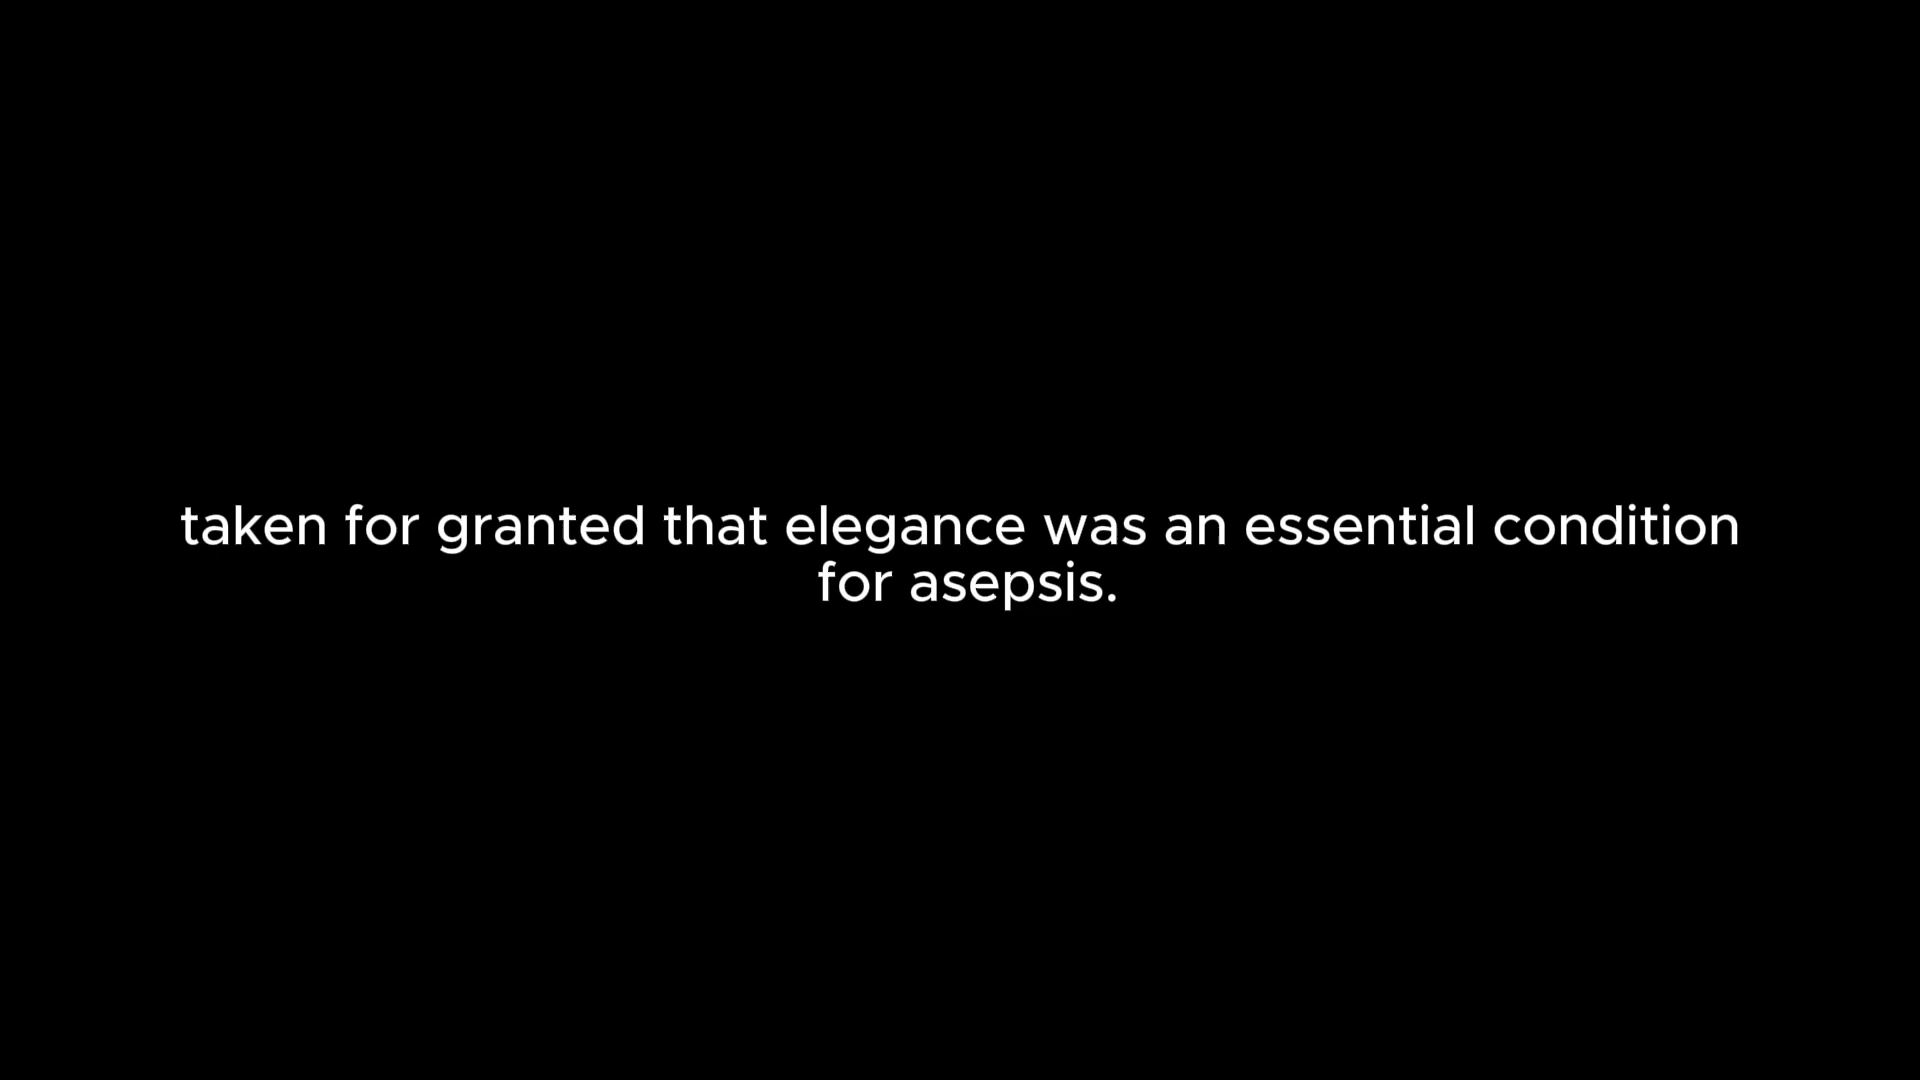 taken for granted that elegance was an essential condition
for asepsis.